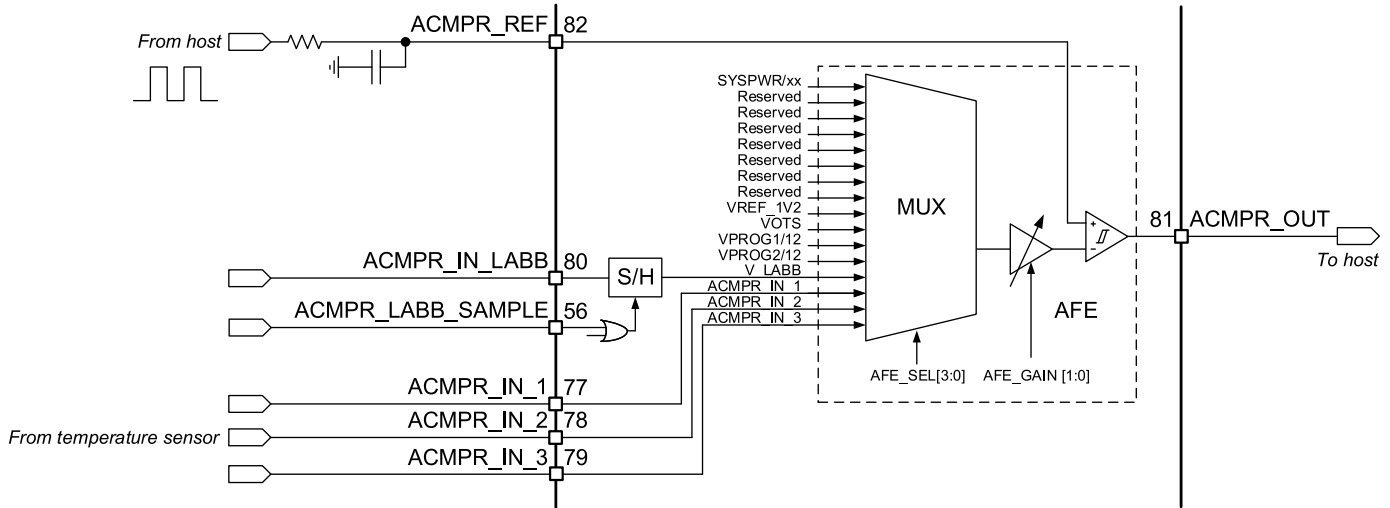 ACMPR_REF 82
From host
SYSPWR/xx
Reserved
Reserved
Reserved
Reserved
Reserved
Reserved
Reserved
VREF_1V2
VOTS
VPROG1/12
VPROG2/12
V_LABB
ACMPR_IN_1
ACMPR_IN_2
ACMPR_IN_3
MUX
+
-
81 ACMPR_OUT
To host
ACMPR_IN_LABB 80
S/H
ACMPR_LABB_SAMPLE 56
AFE
AFE_SEL[3:0]
AFE_GAIN [1:0]
ACMPR_IN_1 77
ACMPR_IN_2 78
From temperature sensor
ACMPR_IN_3 79